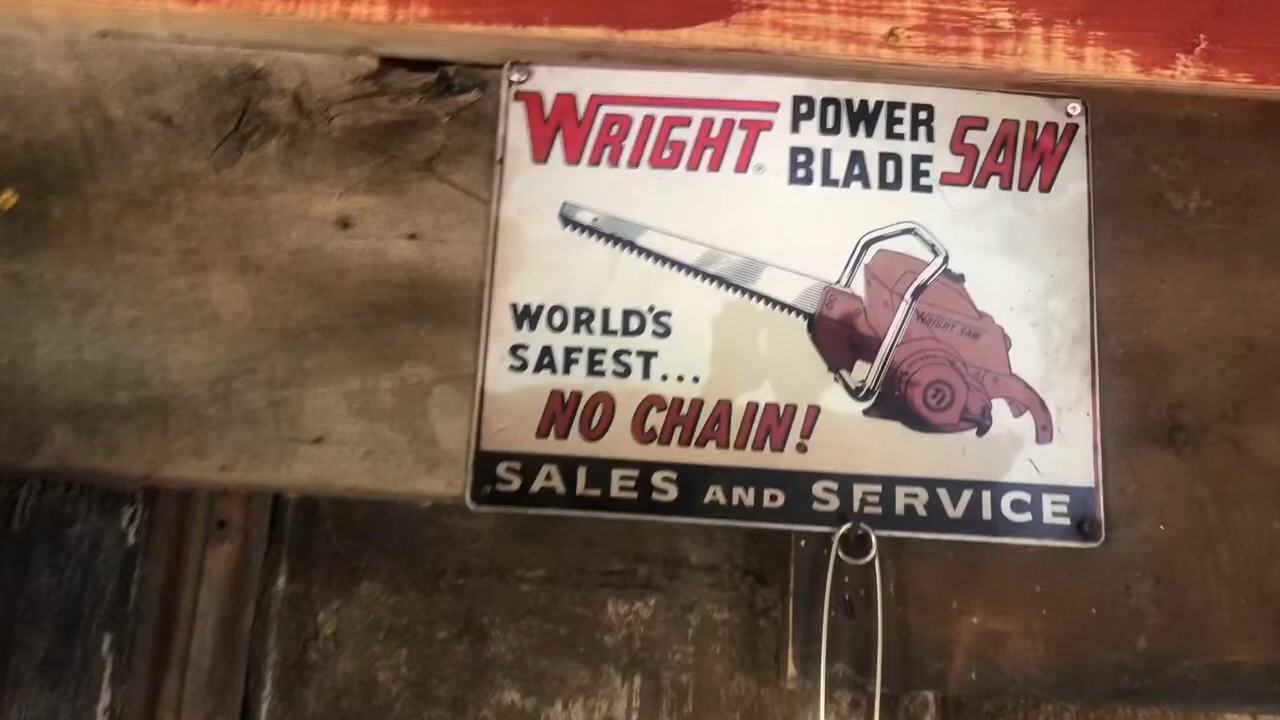 WRIGHT® POWER BLADE SAW
WRIGHT SAW
WORLD'S
SAFEST...
NO CHAIN!
SALES AND SERVICE